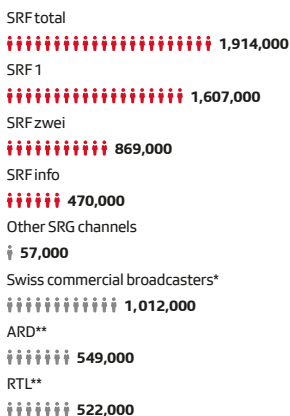 SRF total
1,914,000
SRF 1
1,607,000
SRF zwei
869,000
SRF info
470,000
Other SRG channels
57,000
Swiss commercial broadcasters*
1,012,000
ARD**
549,000
RTL**
522,000